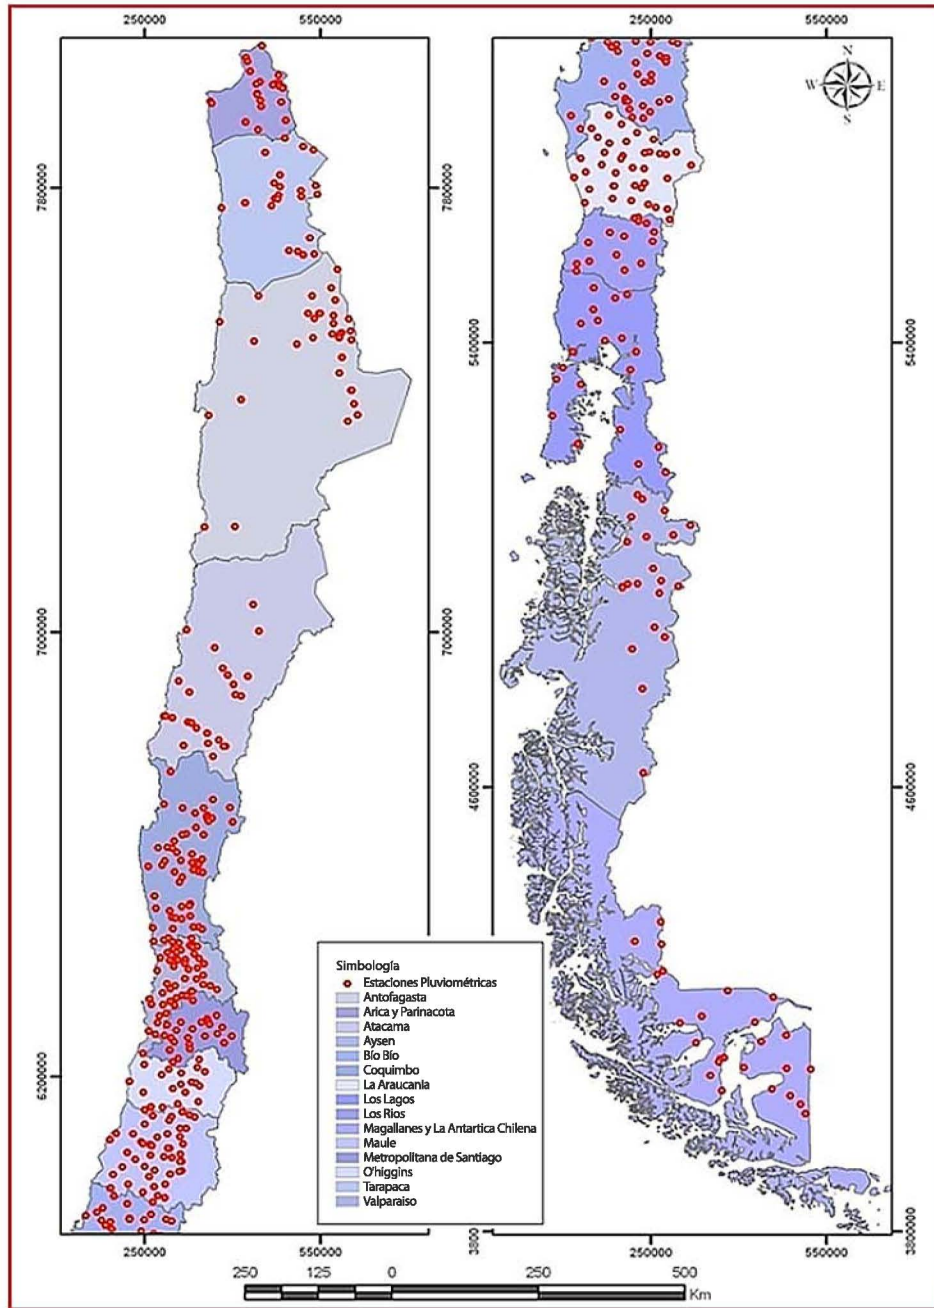 250000 550000 250000 550000
N
W E
S
7800000 7800000
5400000 5400000
7000000 7000000
4600000 4600000
6200000
3800 3800000
Simbología
Estaciones Pluviométricas
Antofagasta
Arica y Parinacota
Atacama
Aysen
Bío Bío
Coquimbo
La Araucania
Los Lagos
Los Rios
Magallanes y La Antartica Chilena
Maule
Metropolitana de Santiago
O'higgins
Tarapaca
Valparaiso
250000 550000 250000 550000
250 125 0 250 500
Km